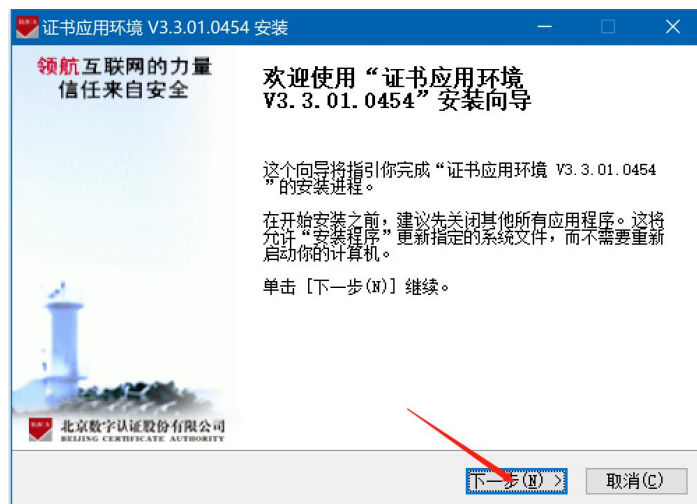 证书应用环境 V3.3.01.0454 安装
领航互联网的力量
信任来自安全
欢迎使用“证书应用环境
V3.3.01.0454”安装向导
这个向导将指引你完成“证书应用环境 V3.3.01.0454
”的安装进程。
在开始安装之前，建议先关闭其他所有应用程序。这将
允许“安装程序”更新指定的系统文件，而不需要重新
启动你的计算机。
单击 [下一步(N)] 继续。
BJCA 北京数字认证股份有限公司
BEIJING CERTIFICATE AUTHORITY
下一步(N) >
取消(C)